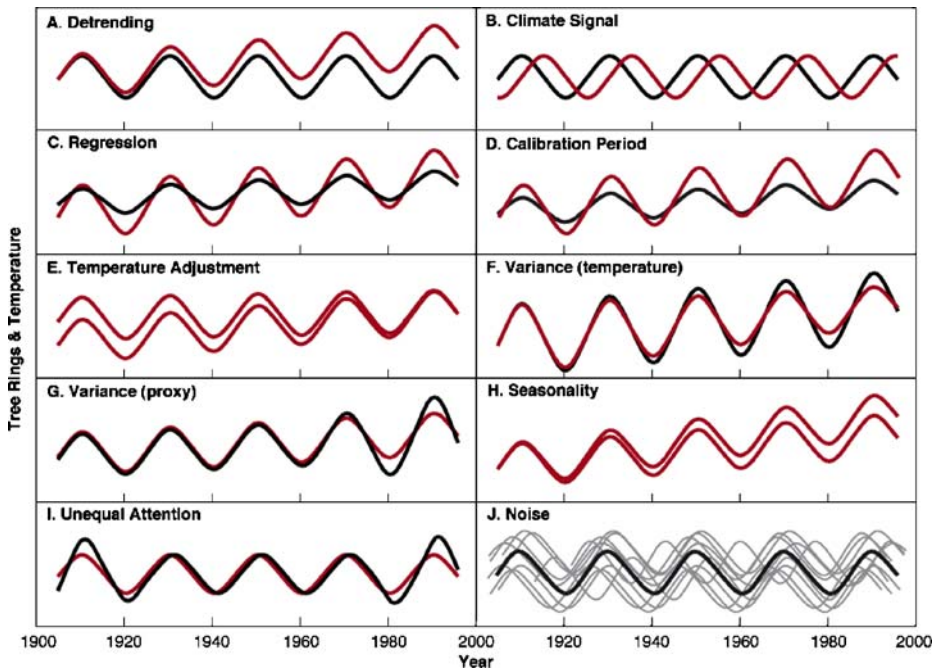 A. Detrending
B. Climate Signal
C. Regression
D. Calibration Period
E. Temperature Adjustment
F. Variance (temperature)
G. Variance (proxy)
H. Seasonality
I. Unequal Attention
J. Noise
Tree Rings & Temperature
1900 1920 1940 1960 1980 2000 1920 1940 1960 1980 2000
Year